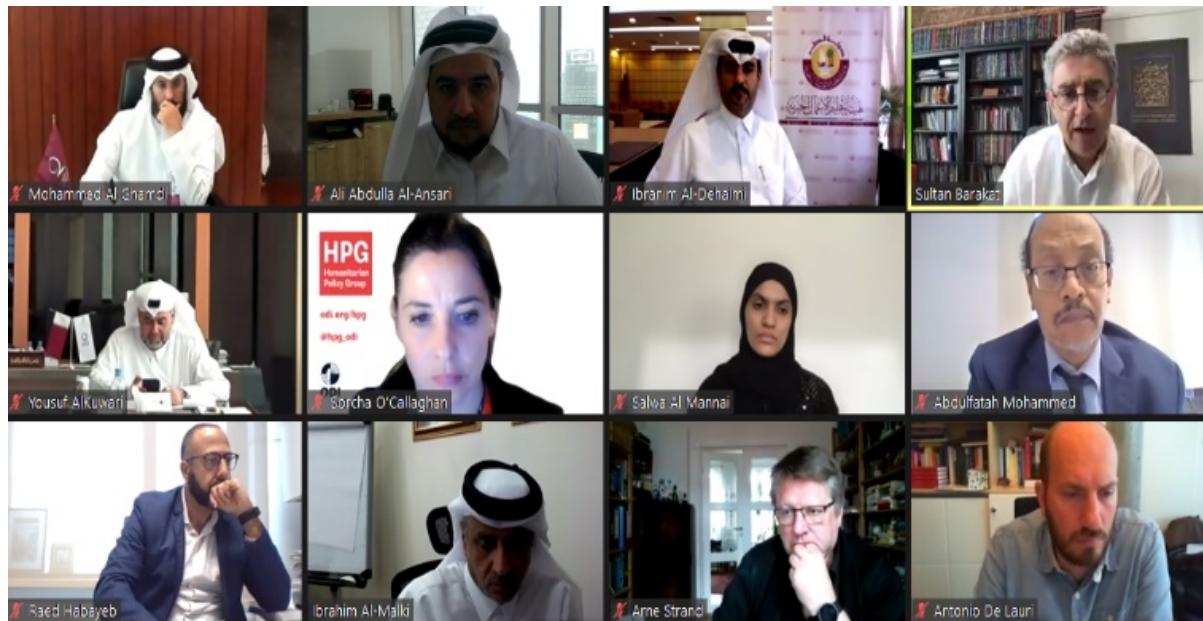 Mohammed Al Ghamdi
Ali Abdulla Al-Ansari
Ibrahim Al-Dehaimi
Sultan Barakat
Yousuf AlKuwari
HPG
Humanitarian
Policy Group
odi.org/hpg
@hpg_odi
ODI
Sorcha O'Callaghan
Salwa Al Mannai
Abdulfatah Mohammed
Raed Habayeb
Ibrahim Al-Malki
Arne Strand
Antonio De Lauri